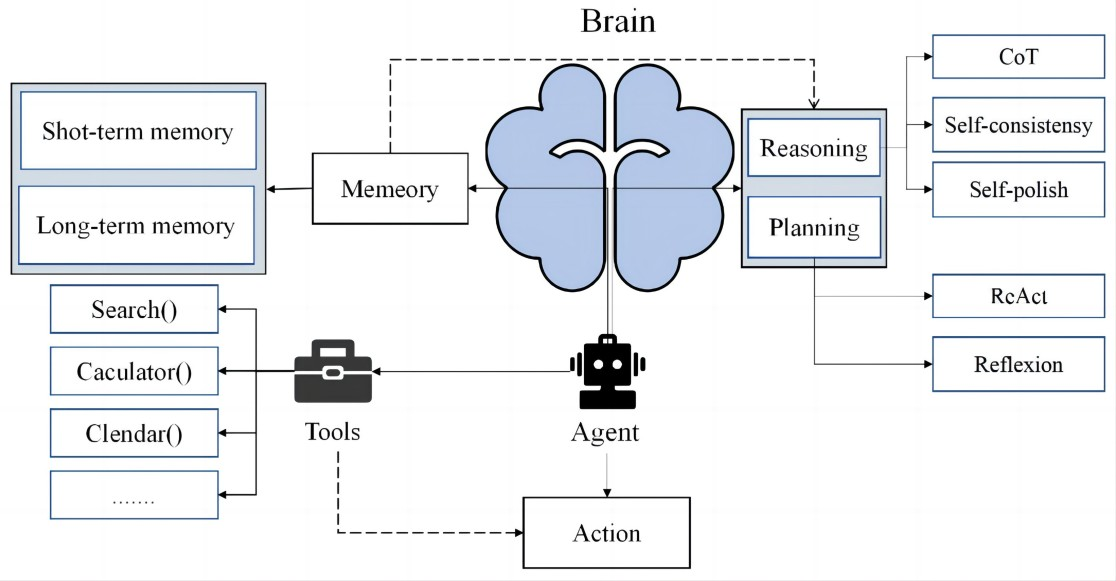 Brain
CoT
Shot-term memory
Self-consistensy
Reasoning
Memeory
Self-polish
Long-term memory
Planning
Search()
RcAct
Caculator()
Reflexion
Clendar()
Tools
Agent
.......
Action